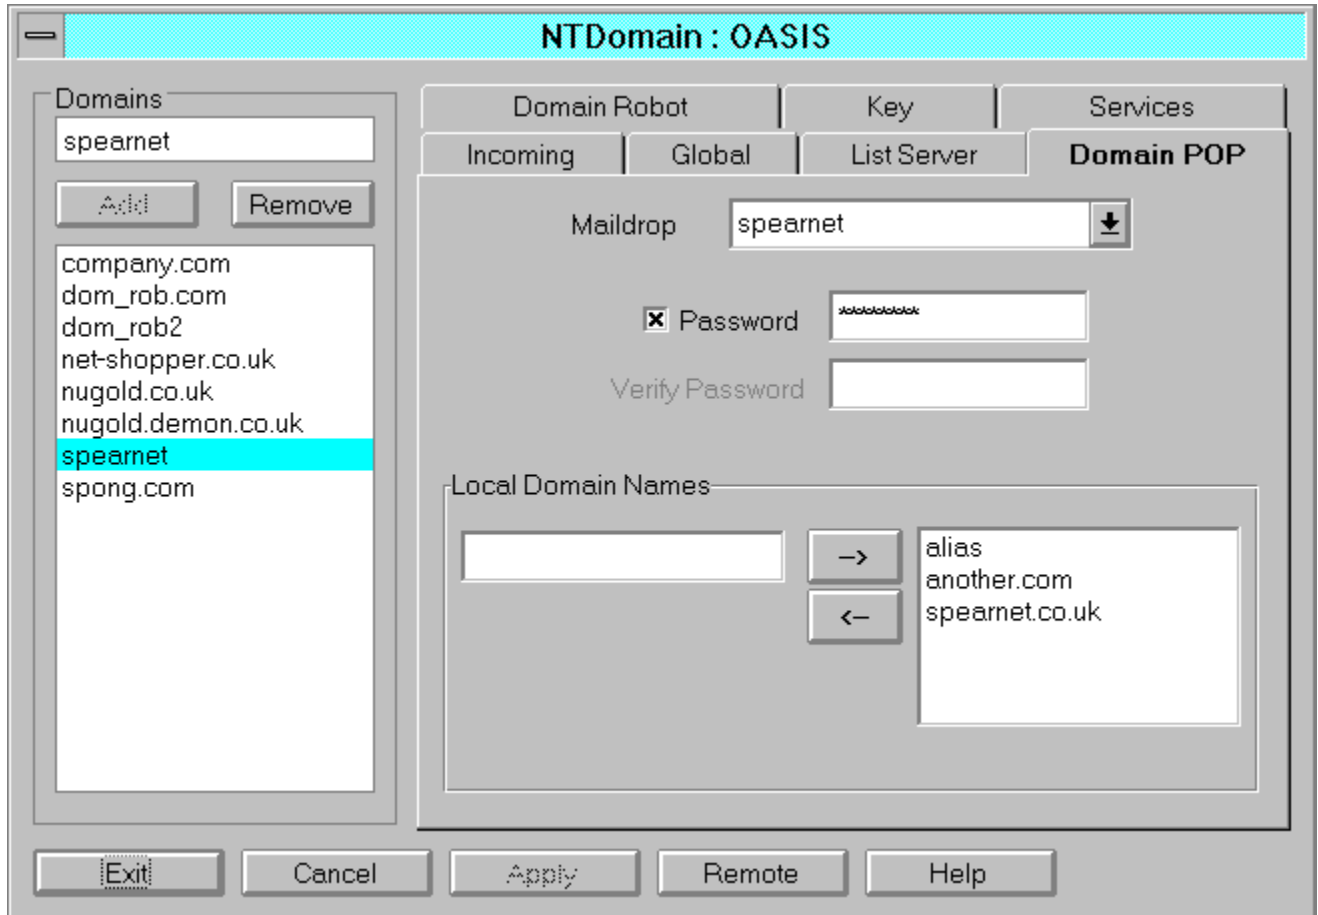 NTDomain : OASIS
Domains
spearnet
Add
Remove
company.com
dom_rob.com
dom_rob2
net-shopper.co.uk
nugold.co.uk
nugold.demon.co.uk
spearnet
spong.com
Domain Robot
Key
Services
Incoming
Global
List Server
Domain POP
Maildrop
spearnet
Password
*********
Verify Password
Local Domain Names
-->
<--
alias
another.com
spearnet.co.uk
Exit
Cancel
Apply
Remote
Help